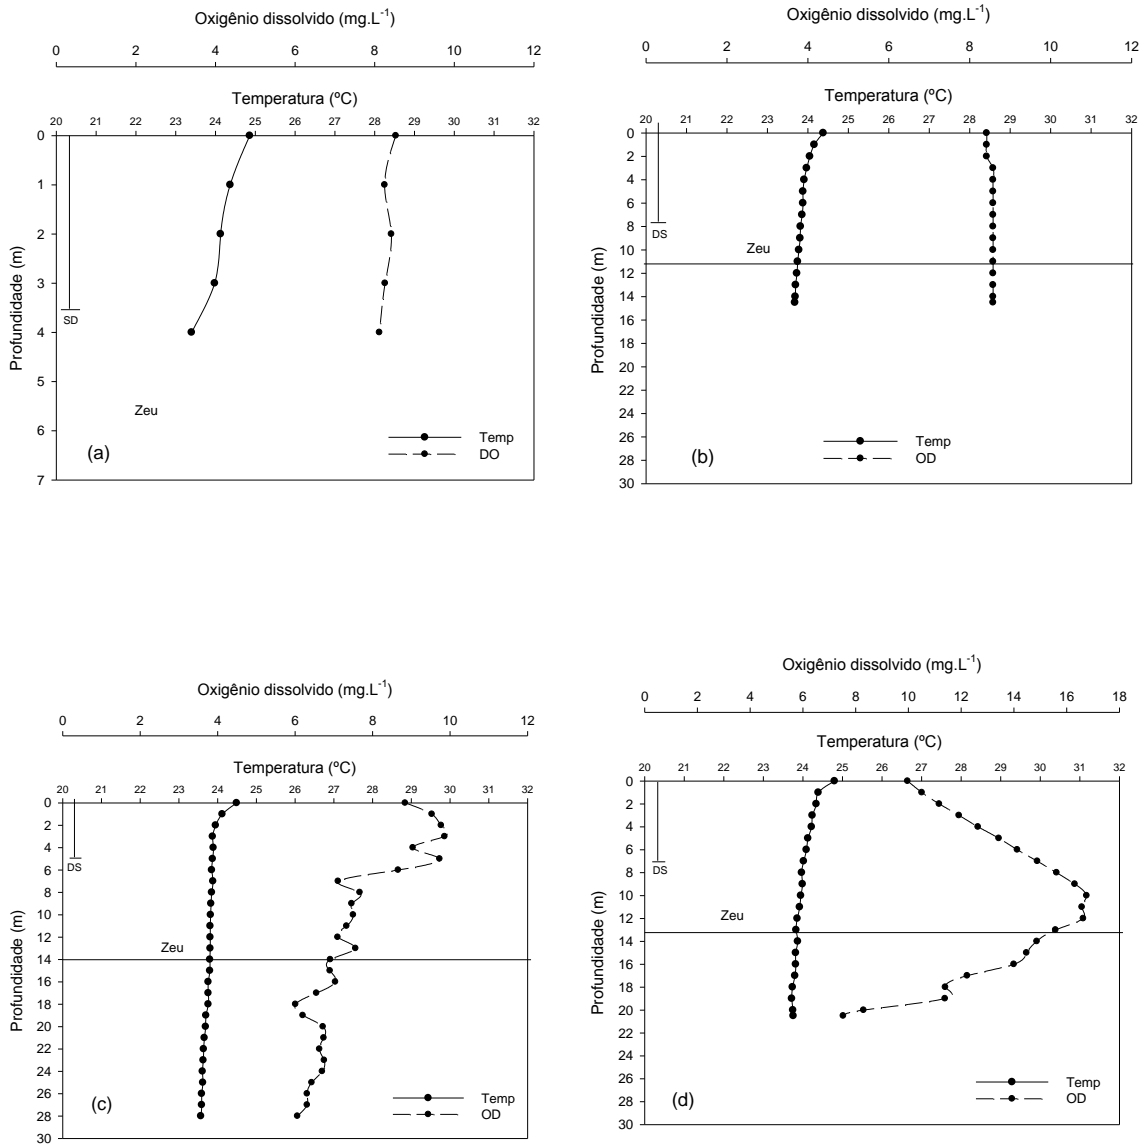 Oxigênio dissolvido (mg.L-1)
0 2 4 6 8 10 12
Temperatura (ºC)
20 21 22 23 24 25 26 27 28 29 30 31 32
Profundidade (m)
0
1
2
3
4
5
6
7
SD
Zeu
(a)
Temp
DO
Oxigênio dissolvido (mg.L-1)
0 2 4 6 8 10 12
Temperatura (ºC)
20 21 22 23 24 25 26 27 28 29 30 31 32
Profundidade (m)
0
2
4
6
8
10
12
14
16
18
20
22
24
26
28
30
DS
Zeu
(b)
Temp
OD
Oxigênio dissolvido (mg.L-1)
0 2 4 6 8 10 12
Temperatura (ºC)
20 21 22 23 24 25 26 27 28 29 30 31 32
Profundidade (m)
0
2
4
6
8
10
12
14
16
18
20
22
24
26
28
30
DS
Zeu
(c)
Temp
OD
Oxigênio dissolvido (mg.L-1)
0 2 4 6 8 10 12 14 16 18
Temperatura (ºC)
20 21 22 23 24 25 26 27 28 29 30 31 32
Profundidade (m)
0
2
4
6
8
10
12
14
16
18
20
22
24
26
28
30
DS
Zeu
(d)
Temp
OD